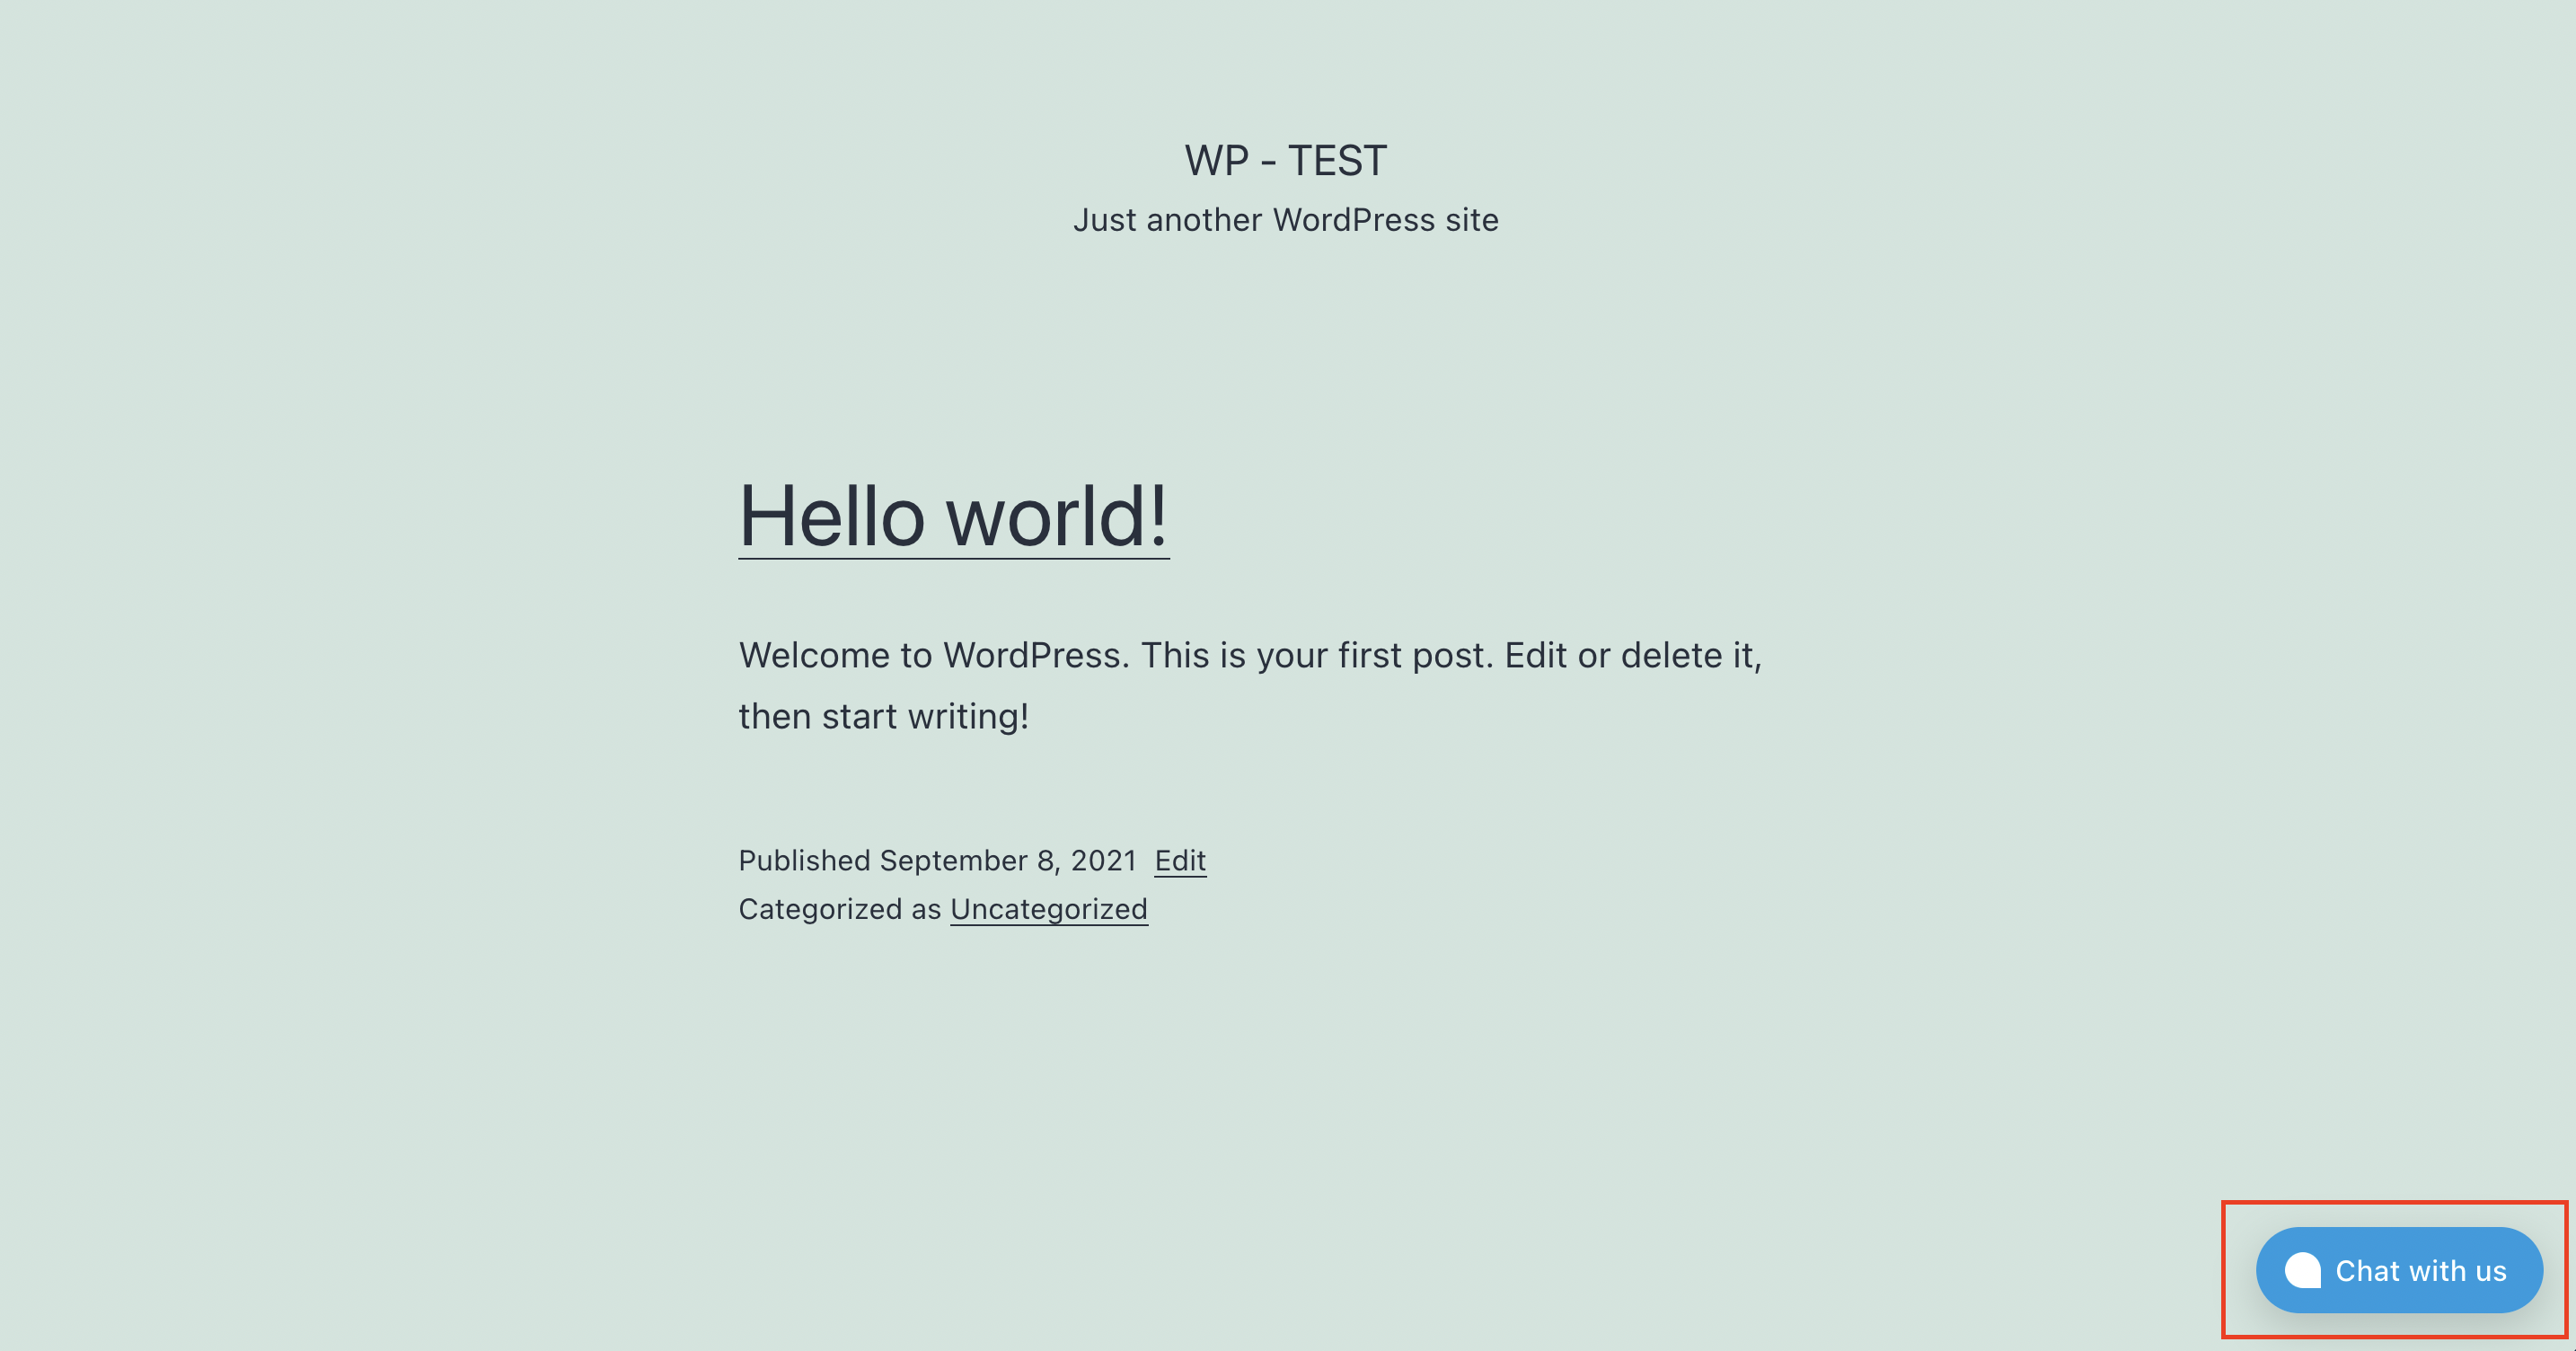 WP - TEST
Just another WordPress site
Hello world!
Welcome to WordPress. This is your first post. Edit or delete it,
then start writing!
Published September 8, 2021 Edit
Categorized as Uncategorized
Chat with us